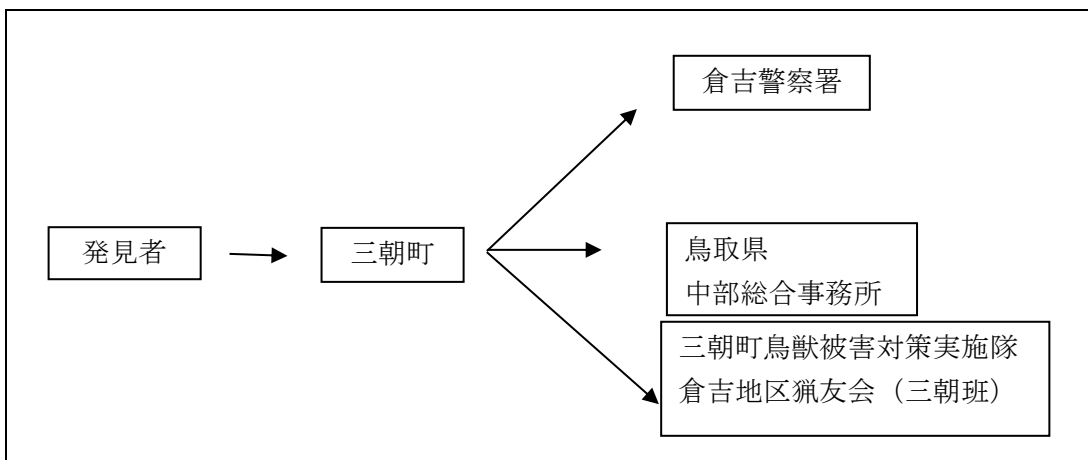 倉吉警察署
発見者
三朝町
鳥取県
中部総合事務所
三朝町鳥獣被害対策実施隊
倉吉地区猟友会（三朝班）